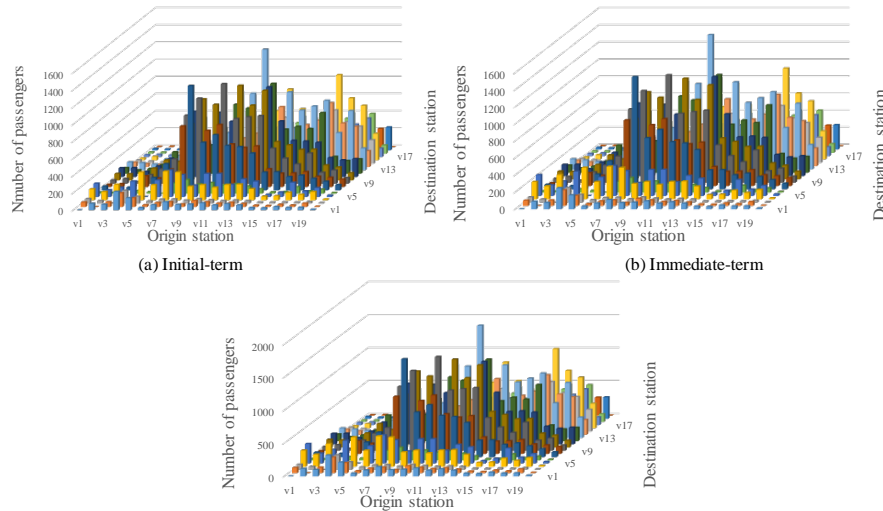 1600
1400
1200
1000
800
600
400
200
0
Nmuber of passengers
v1 v3 v5 v7 v9 v11 v13 v15 v17 v19
Origin station
v1
v5
v9
v13
v17
Destination station
(a) Initial-term
1600
1400
1200
1000
800
600
400
200
0
Number of passengers
v1 v3 v5 v7 v9 v11 v13 v15 v17 v19
Origin station
v1
v5
v9
v13
v17
Destination station
(b) Immediate-term
2000
1500
1000
500
0
Number of passengers
v1 v3 v5 v7 v9 v11 v13 v15 v17 v19
Origin station
v1
v5
v9
v13
v17
Destination station